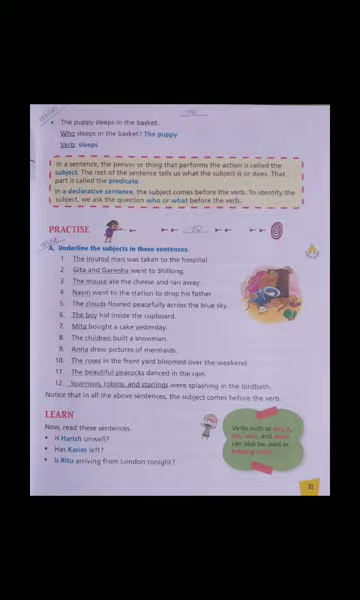 • The puppy sleeps in the basket.
Who sleeps in the basket? The puppy
Verb: sleeps
In a sentence, the person or thing that performs the action is called the
subject. The rest of the sentence tells us what the subject is or does. That
part is called the predicate.
In a declarative sentence, the subject comes before the verb. To identify the
subject, we ask the question who or what before the verb.
PRACTISE
A. Underline the subjects in these sentences.
1. The injured man was taken to the hospital.
2. Gita and Ganesha went to Shillong.
3. The mouse ate the cheese and ran away.
4. Navin went to the station to drop his father.
5. The clouds floated peacefully across the blue sky.
6. The boy hid inside the cupboard.
7. Mita bought a cake yesterday.
8. The children built a snowman.
9. Anna drew pictures of mermaids.
10. The roses in the front yard bloomed over the weekend.
11. The beautiful peacocks danced in the rain.
12. Sparrows, robins, and starlings were splashing in the birdbath.
Notice that in all the above sentences, the subject comes before the verb.
LEARN
Now, read these sentences.
• Is Harish unwell?
• Has Karim left?
• Is Ritu arriving from London tonight?
Verbs such as
and
can also be used as
11